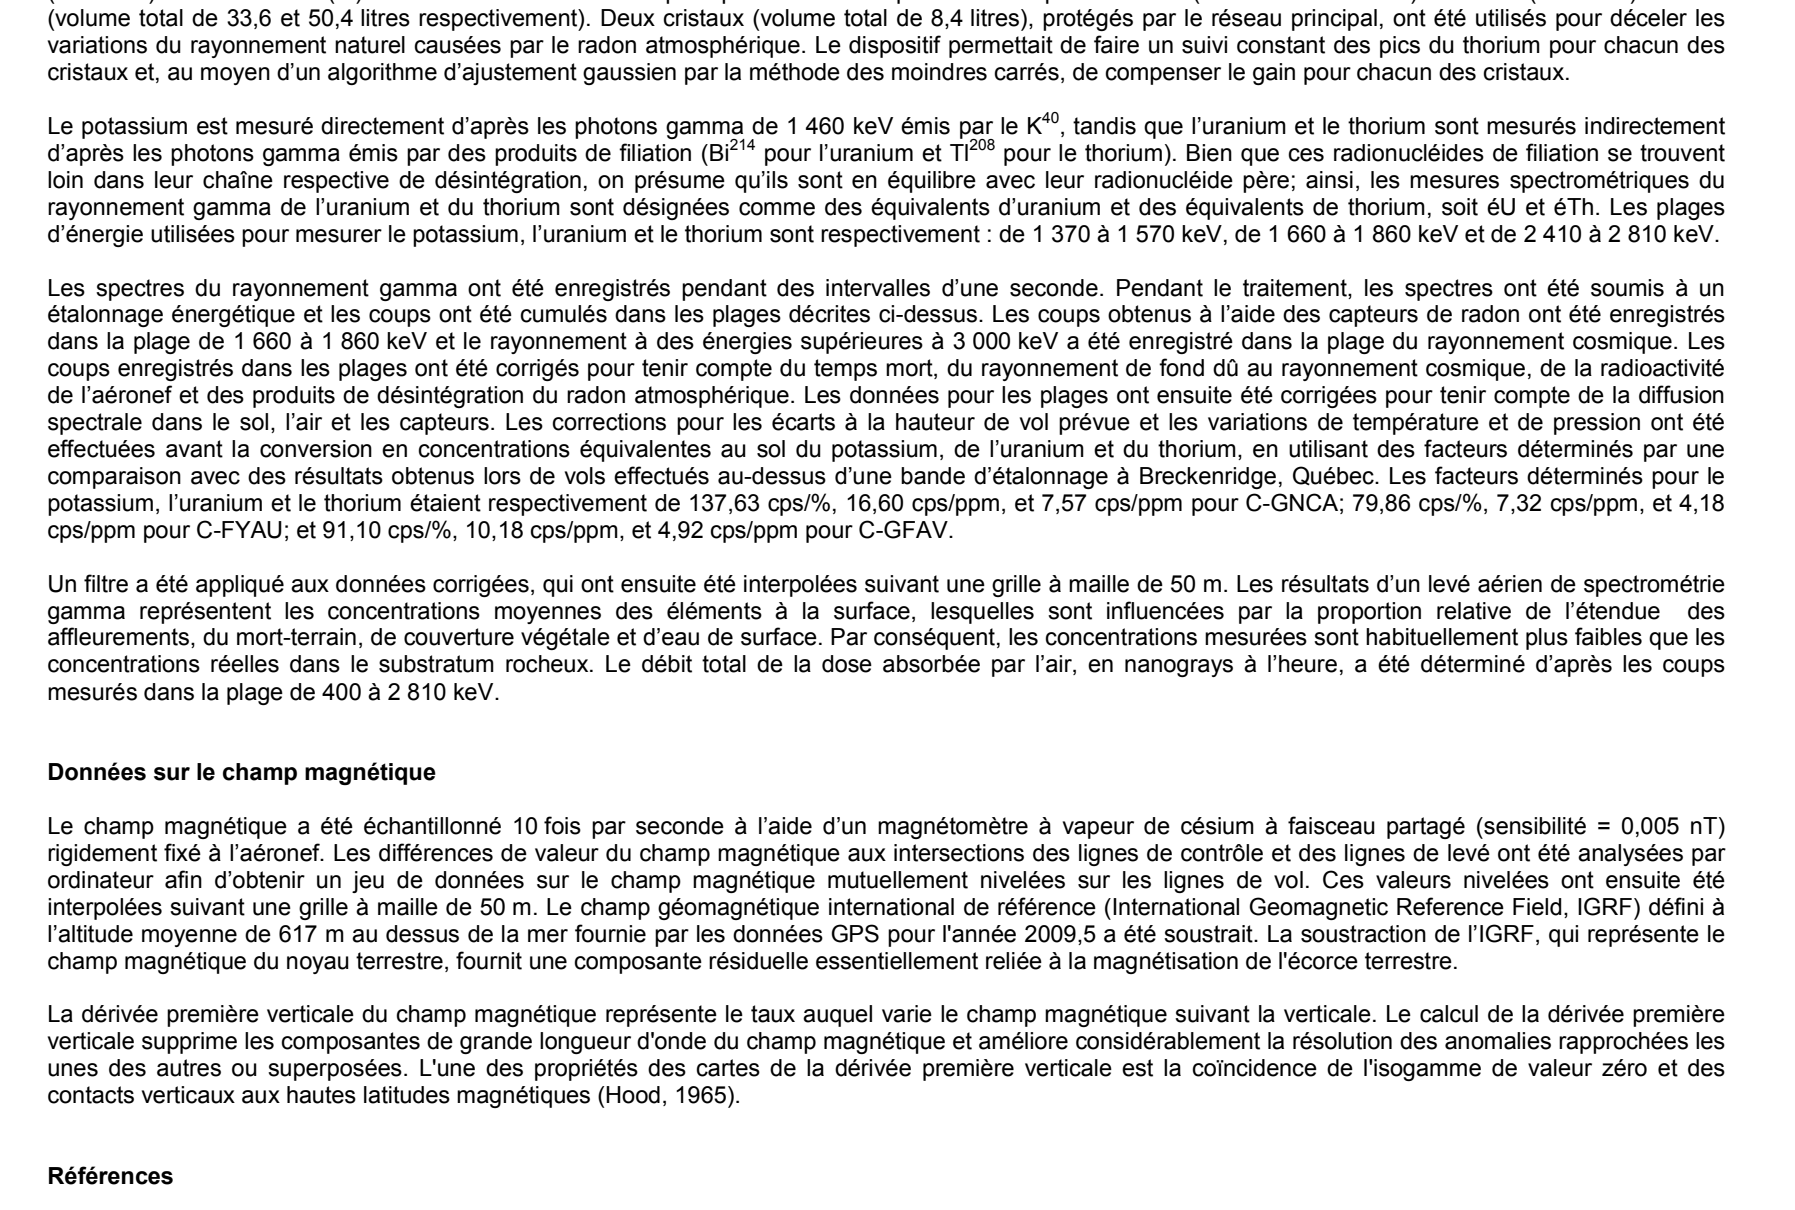 (volume total de 33,6 et 50,4 litres respectivement). Deux cristaux (volume total de 8,4 litres), protégés par le réseau principal, ont été utilisés pour déceler les
variations du rayonnement naturel causées par le radon atmosphérique. Le dispositif permettait de faire un suivi constant des pics du thorium pour chacun des
cristaux et, au moyen d’un algorithme d’ajustement gaussien par la méthode des moindres carrés, de compenser le gain pour chacun des cristaux.
Le potassium est mesuré directement d’après les photons gamma de 1 460 keV émis par le K⁴⁰, tandis que l’uranium et le thorium sont mesurés indirectement
d’après les photons gamma émis par des produits de filiation (Bi²¹⁴ pour l’uranium et Tl²⁰⁸ pour le thorium). Bien que ces radionucléides de filiation se trouvent
loin dans leur chaîne respective de désintégration, on présume qu’ils sont en équilibre avec leur radionucléide père; ainsi, les mesures spectrométriques du
rayonnement gamma de l’uranium et du thorium sont désignées comme des équivalents d’uranium et des équivalents de thorium, soit éU et éTh. Les plages
d’énergie utilisées pour mesurer le potassium, l’uranium et le thorium sont respectivement : de 1 370 à 1 570 keV, de 1 660 à 1 860 keV et de 2 410 à 2 810 keV.
Les spectres du rayonnement gamma ont été enregistrés pendant des intervalles d’une seconde. Pendant le traitement, les spectres ont été soumis à un
étalonnage énergétique et les coups ont été cumulés dans les plages décrites ci-dessus. Les coups obtenus à l’aide des capteurs de radon ont été enregistrés
dans la plage de 1 660 à 1 860 keV et le rayonnement à des énergies supérieures à 3 000 keV a été enregistré dans la plage du rayonnement cosmique. Les
coups enregistrés dans les plages ont été corrigés pour tenir compte du temps mort, du rayonnement de fond dû au rayonnement cosmique, de la radioactivité
de l’aéronef et des produits de désintégration du radon atmosphérique. Les données pour les plages ont ensuite été corrigées pour tenir compte de la diffusion
spectrale dans le sol, l’air et les capteurs. Les corrections pour les écarts à la hauteur de vol prévue et les variations de température et de pression ont été
effectuées avant la conversion en concentrations équivalentes au sol du potassium, de l’uranium et du thorium, en utilisant des facteurs déterminés par une
comparaison avec des résultats obtenus lors de vols effectués au-dessus d’une bande d’étalonnage à Breckenridge, Québec. Les facteurs déterminés pour le
potassium, l’uranium et le thorium étaient respectivement de 137,63 cps/%, 16,60 cps/ppm, et 7,57 cps/ppm pour C-GNCA; 79,86 cps/%, 7,32 cps/ppm, et 4,18
cps/ppm pour C-FYAU; et 91,10 cps/%, 10,18 cps/ppm, et 4,92 cps/ppm pour C-GFAV.
Un filtre a été appliqué aux données corrigées, qui ont ensuite été interpolées suivant une grille à maille de 50 m. Les résultats d’un levé aérien de spectrométrie
gamma représentent les concentrations moyennes des éléments à la surface, lesquelles sont influencées par la proportion relative de l’étendue des
affleurements, du mort-terrain, de couverture végétale et d’eau de surface. Par conséquent, les concentrations mesurées sont habituellement plus faibles que les
concentrations réelles dans le substratum rocheux. Le débit total de la dose absorbée par l’air, en nanograys à l’heure, a été déterminé d’après les coups
mesurés dans la plage de 400 à 2 810 keV.
Données sur le champ magnétique
Le champ magnétique a été échantillonné 10 fois par seconde à l’aide d’un magnétomètre à vapeur de césium à faisceau partagé (sensibilité = 0,005 nT)
rigidement fixé à l’aéronef. Les différences de valeur du champ magnétique aux intersections des lignes de contrôle et des lignes de levé ont été analysées par
ordinateur afin d’obtenir un jeu de données sur le champ magnétique mutuellement nivelées sur les lignes de vol. Ces valeurs nivelées ont ensuite été
interpolées suivant une grille à maille de 50 m. Le champ géomagnétique international de référence (International Geomagnetic Reference Field, IGRF) défini à
l’altitude moyenne de 617 m au dessus de la mer fournie par les données GPS pour l'année 2009,5 a été soustrait. La soustraction de l’IGRF, qui représente le
champ magnétique du noyau terrestre, fournit une composante résiduelle essentiellement reliée à la magnétisation de l'écorce terrestre.
La dérivée première verticale du champ magnétique représente le taux auquel varie le champ magnétique suivant la verticale. Le calcul de la dérivée première
verticale supprime les composantes de grande longueur d'onde du champ magnétique et améliore considérablement la résolution des anomalies rapprochées les
unes des autres ou superposées. L'une des propriétés des cartes de la dérivée première verticale est la coïncidence de l'isogamme de valeur zéro et des
contacts verticaux aux hautes latitudes magnétiques (Hood, 1965).
Références